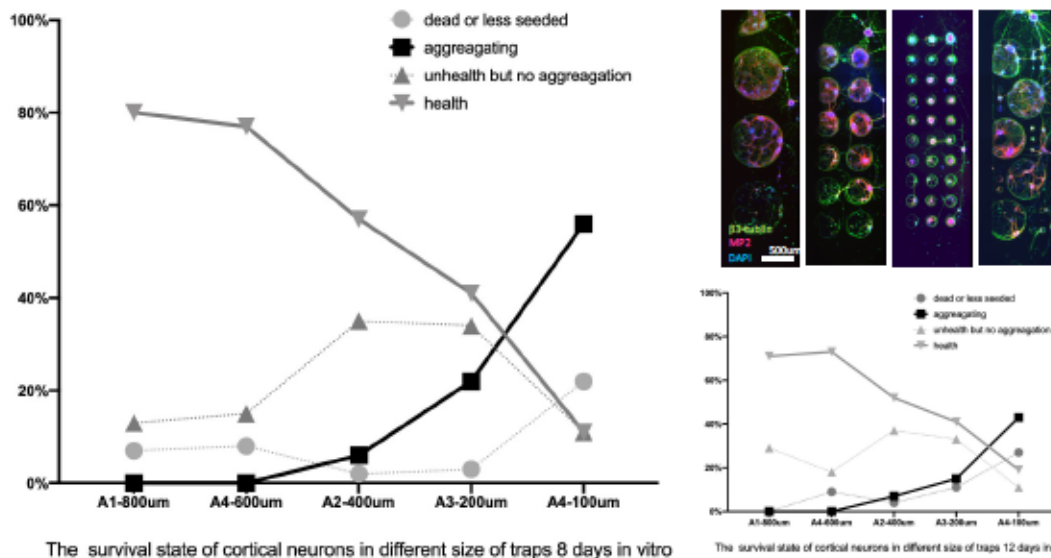 100%
80%
60%
40%
20%
0%
dead or less seeded
aggreagating
unhealth but no aggreagation
health
A1-800um
A4-600um
A2-400um
A3-200um
A4-100um
The survival state of cortical neurons in different size of traps 8 days in vitro
β3-tublin
MP2
DAPI
500um
100%
80%
60%
40%
20%
0%
dead or less seeded
aggreagating
unhealth but no aggreagation
health
A1-800um
A4-600um
A2-400um
A3-200um
A4-100um
The survival state of cortical neurons in different size of traps 12 days in